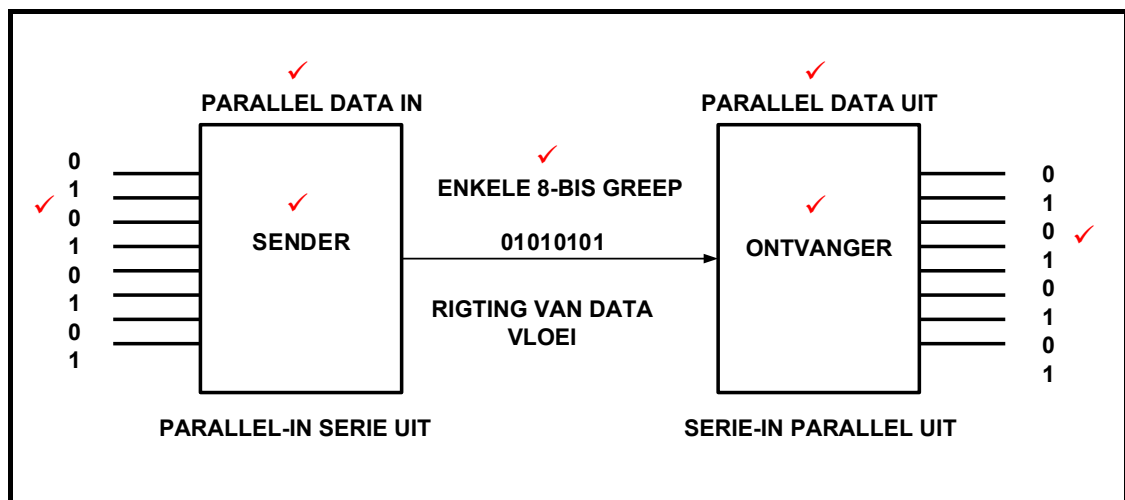 PARALLEL DATA IN
PARALLEL DATA UIT
0
1
0
1
0
1
0
1
SENDER
ENKELE 8-BIS GREEP
01010101
RIGTING VAN DATA
VLOEI
ONTVANGER
0
1
0
1
0
1
0
1
PARALLEL-IN SERIE UIT
SERIE-IN PARALLEL UIT